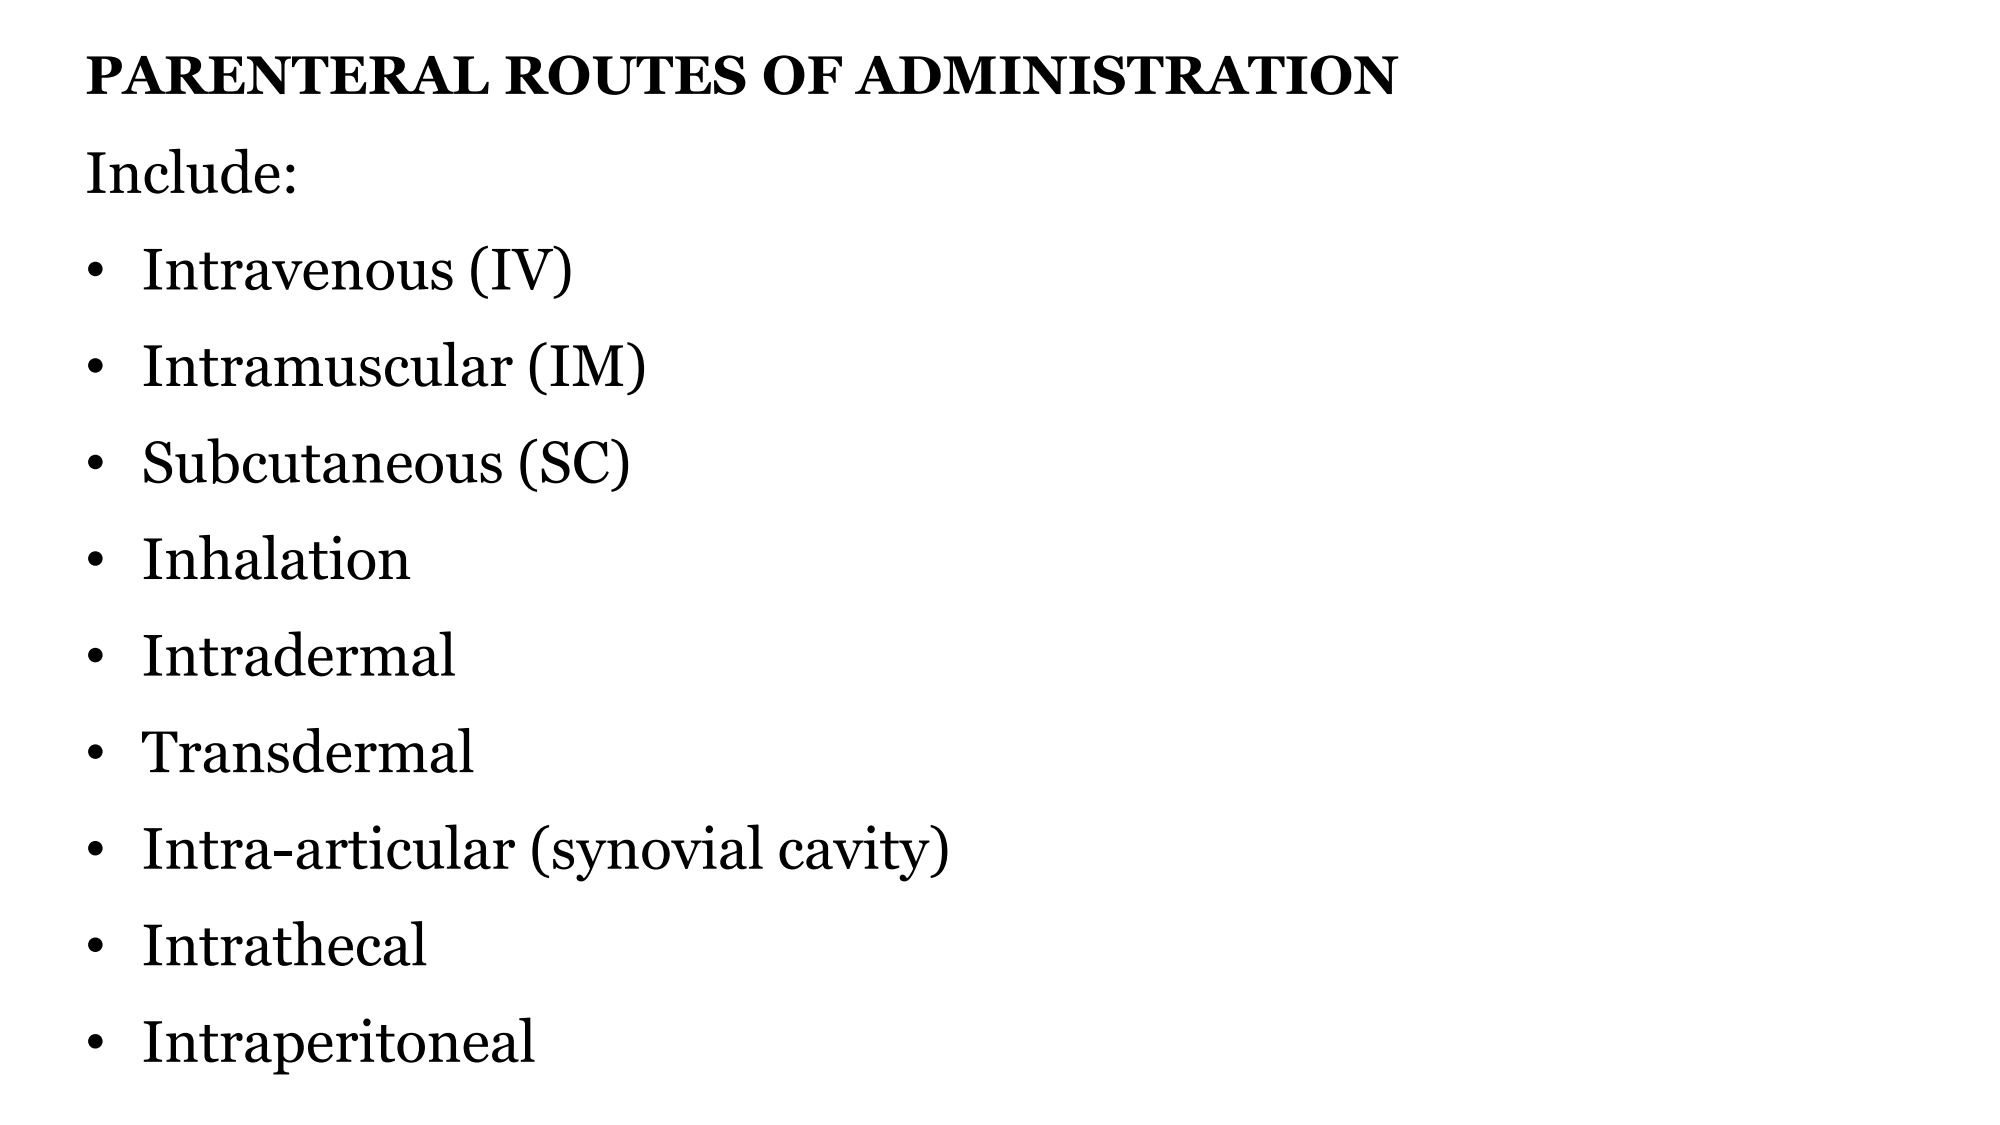 PARENTERAL ROUTES OF ADMINISTRATION
Include:
• Intravenous (IV)
• Intramuscular (IM)
• Subcutaneous (SC)
• Inhalation
• Intradermal
• Transdermal
• Intra-articular (synovial cavity)
• Intrathecal
• Intraperitoneal